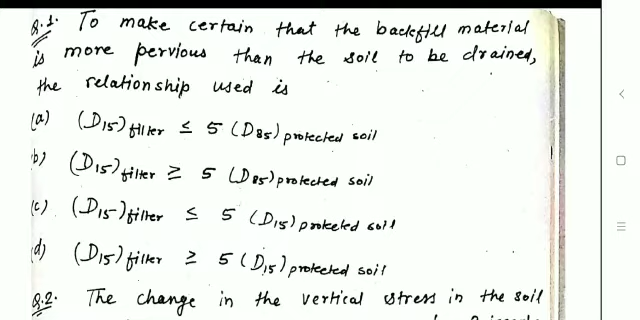 Q.1. To make certain that the backfill material
is more pervious than the soil to be drained,
the relationship used is
(a) (D15)filter ≤ 5 (D85)protected soil
b) (D15)filter ≥ 5 (D85)protected soil
(c) (D15)filter ≤ 5 (D15)protected soil
(d) (D15)filter ≥ 5 (D15)protected soil
Q.2. The change in the vertical stress in the soil